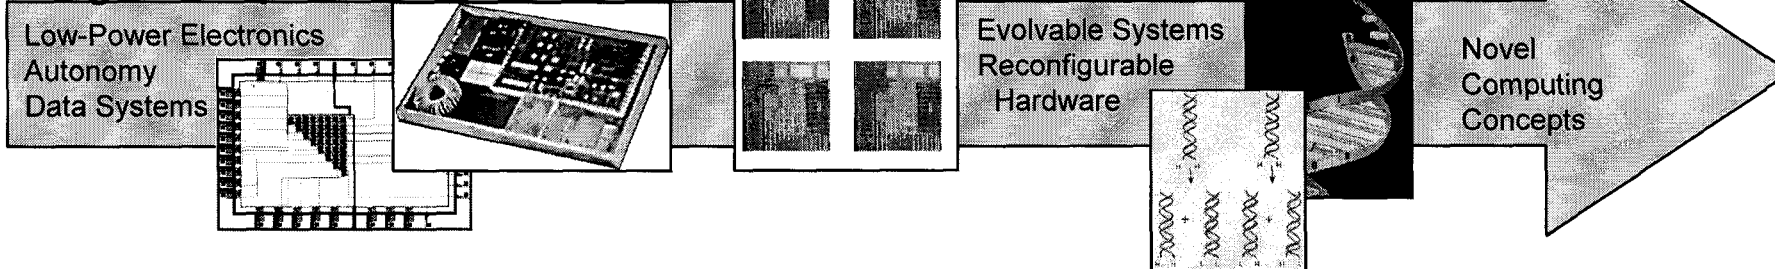 Low-Power Electronics
Autonomy
Data Systems
Evolvable Systems
Reconfigurable
Hardware
Novel
Computing
Concepts